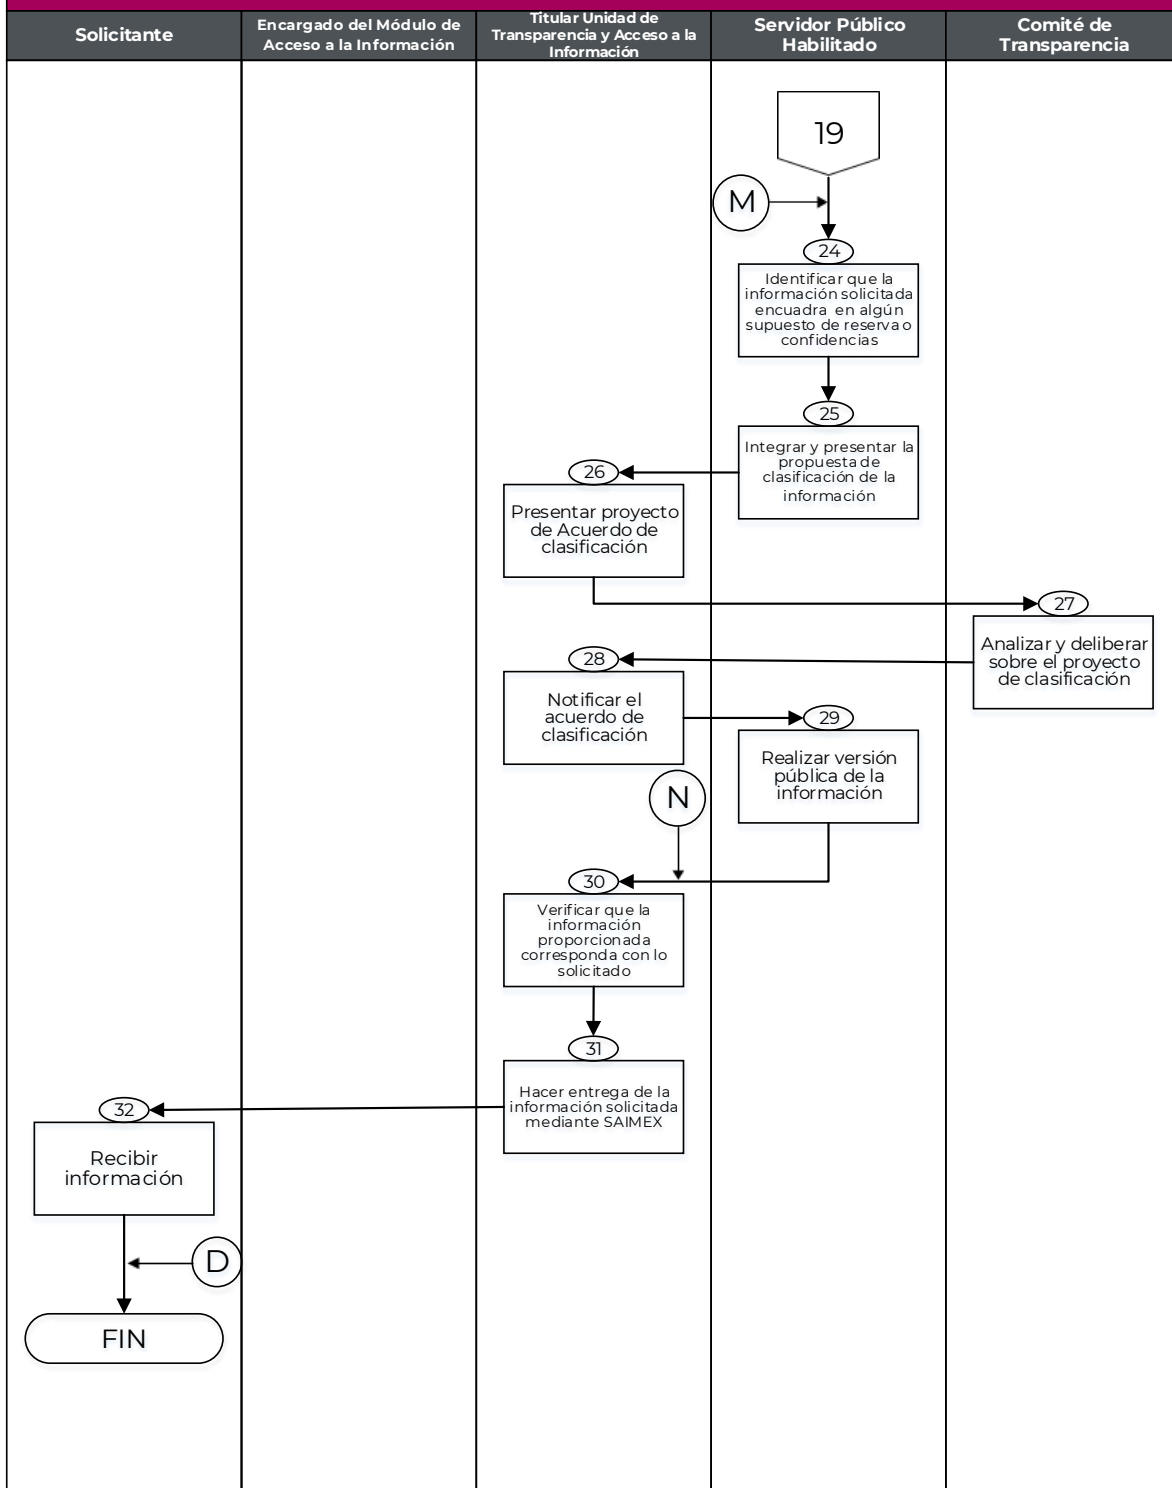 Solicitante
Encargado del Módulo de
Acceso a la Información
Titular Unidad de
Transparencia y Acceso a la
Información
Servidor Público
Habilitado
Comité de
Transparencia
19
M
24
Identificar que la
información solicitada
encuadra en algún
supuesto de reserva o
confidencias
25
Integrar y presentar la
propuesta de
clasificación de la
información
26
Presentar proyecto
de Acuerdo de
clasificación
27
Analizar y deliberar
sobre el proyecto
de clasificación
28
Notificar el
acuerdo de
clasificación
29
Realizar versión
pública de la
información
N
30
Verificar que la
información
proporcionada
corresponda con lo
solicitado
31
Hacer entrega de la
información solicitada
mediante SAIMEX
32
Recibir
información
D
FIN